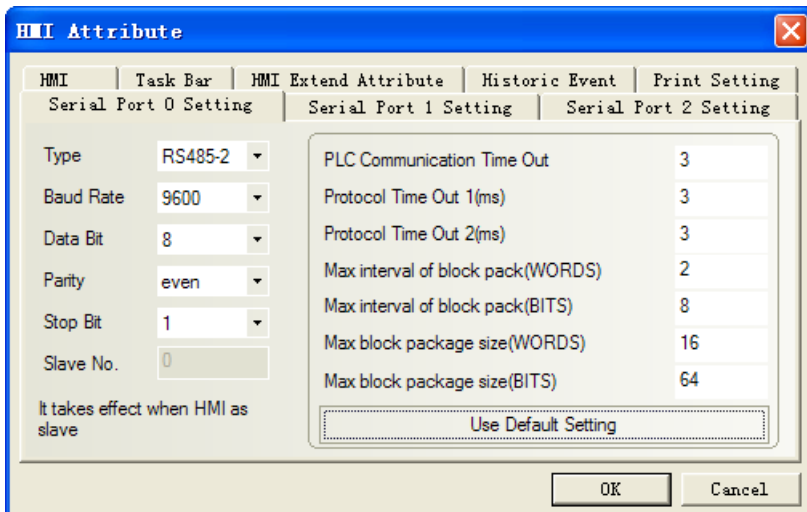 HMI Attribute
HMI Task Bar HMI Extend Attribute Historic Event Print Setting
Serial Port 0 Setting Serial Port 1 Setting Serial Port 2 Setting
Type RS485-2
Baud Rate 9600
Data Bit 8
Parity even
Stop Bit 1
Slave No. 0
It takes effect when HMI as
slave
PLC Communication Time Out 3
Protocol Time Out 1(ms) 3
Protocol Time Out 2(ms) 3
Max interval of block pack(WORDS) 2
Max interval of block pack(BITS) 8
Max block package size(WORDS) 16
Max block package size(BITS) 64
Use Default Setting
OK Cancel